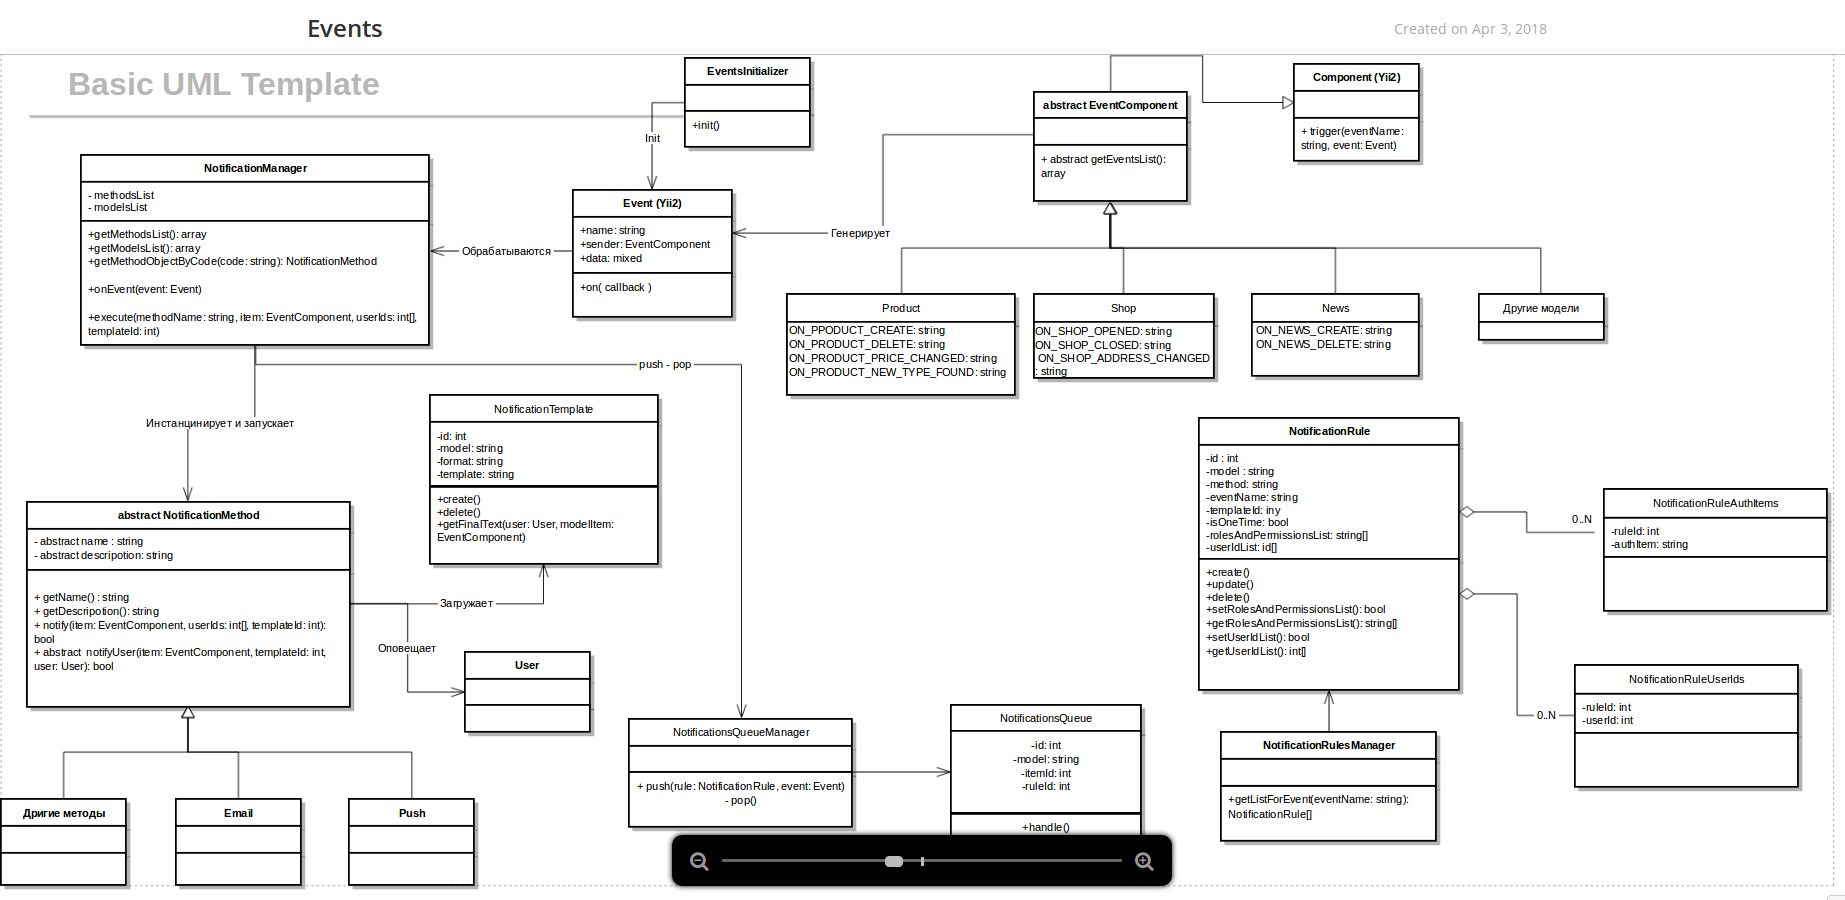 Events
Created on Apr 3, 2018
Basic UML Template
EventsInitializer
+init()
Init
abstract EventComponent
+ abstract getEventsList():
array
Component (Yii2)
+ trigger(eventName:
string, event: Event)
NotificationManager
- methodsList
- modelsList
+getMethodsList(): array
+getModelsList(): array
+getMethodObjectByCode(code: string): NotificationMethod
+onEvent(event: Event)
+execute(methodName: string, item: EventComponent, userIds: int[],
templateId: int)
Обрабатываются
Event (Yii2)
+name: string
+sender: EventComponent
+data: mixed
+on( callback )
Генерирует
Product
ON_PPODUCT_CREATE: string
ON_PRODUCT_DELETE: string
ON_PRODUCT_PRICE_CHANGED: string
ON_PRODUCT_NEW_TYPE_FOUND: string
Shop
ON_SHOP_OPENED: string
ON_SHOP_CLOSED: string
ON_SHOP_ADDRESS_CHANGED
: string
News
ON_NEWS_CREATE: string
ON_NEWS_DELETE: string
Другие модели
push - pop
Инстанцинирует и запускает
NotificationTemplate
-id: int
-model: string
-format: string
-template: string
+create()
+delete()
+getFinalText(user: User, modelItem:
EventComponent)
NotificationRule
-id : int
-model : string
-method: string
-eventName: string
-templateId: iny
-isOneTime: bool
-rolesAndPermissionsList: string[]
-userIdList: id[]
+create()
+update()
+delete()
+setRolesAndPermissionsList(): bool
+getRolesAndPermissionsList(): string[]
+setUserIdList(): bool
+getUserIdList(): int[]
0..N
NotificationRuleAuthItems
-ruleId: int
-authItem: string
abstract NotificationMethod
- abstract name : string
- abstract descripotion: string
+ getName() : string
+ getDescripotion(): string
+ notify(item: EventComponent, userIds: int[], templateId: int):
bool
+ abstract  notifyUser(item: EventComponent, templateId: int,
user: User): bool
Загружает
Оповещает
User
0..N
NotificationRuleUserIds
-ruleId: int
-userId: int
NotificationsQueueManager
+ push(rule: NotificationRule, event: Event)
- pop()
NotificationsQueue
-id: int
-model: string
-itemId: int
-ruleId: int
+handle()
NotificationRulesManager
+getListForEvent(eventName: string):
NotificationRule[]
Дригие методы
Email
Push